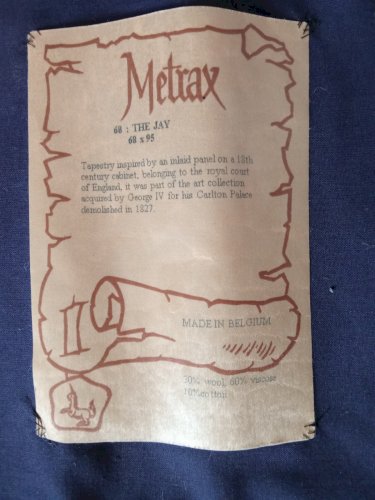 Metrax
68 : THE JAY
68 x 95
Tapestry inspired by an inlaid panel on a 18th
century cabinet, belonging to the royal court
of England, it was part of the art collection
acquired by George IV for his Carlton Palace
demolished in 1827.
MADE IN BELGIUM
30% wool, 60% viscose
10%cotton